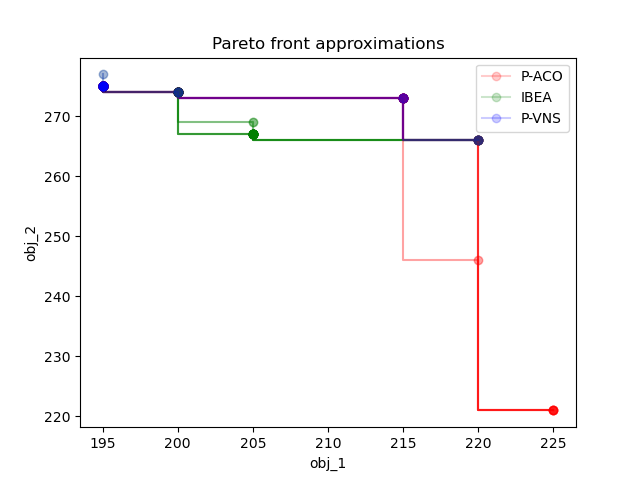 Pareto front approximations
P-ACO
IBEA
P-VNS
obj_2
270
260
250
240
230
220
195 200 205 210 215 220 225
obj_1